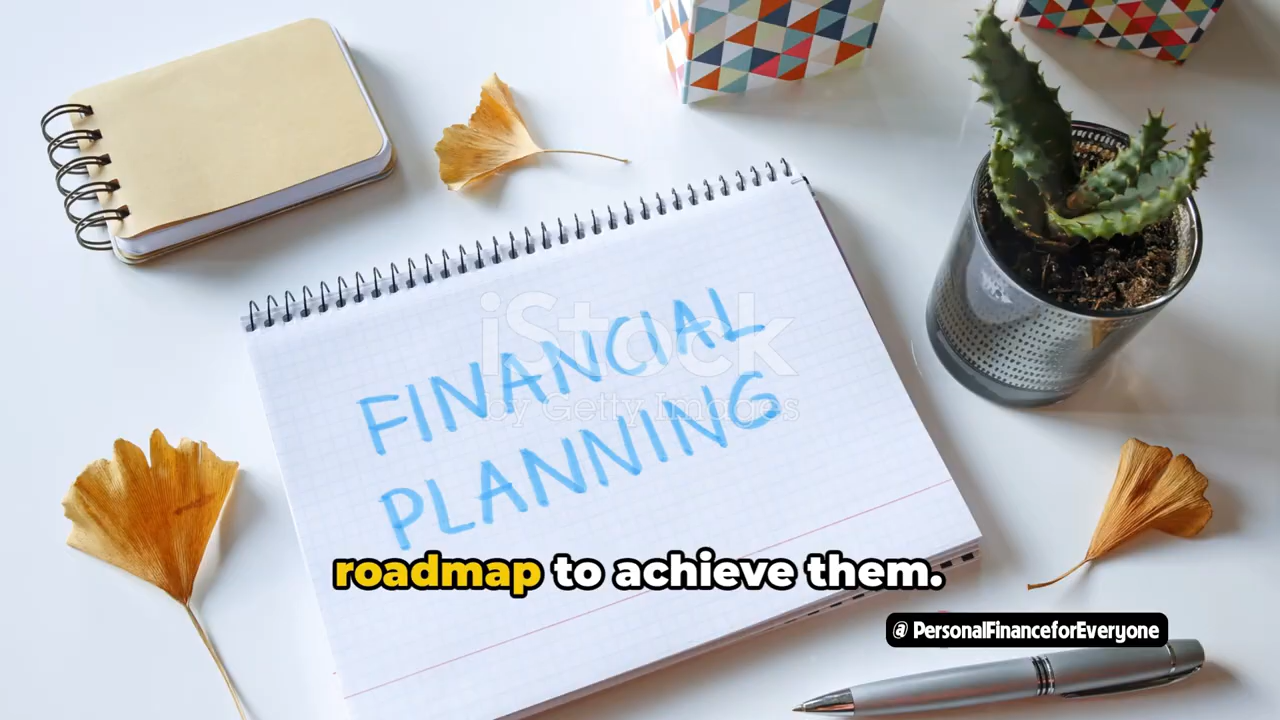 iStock
by Getty Images
FINANCIAL
PLANNING
roadmap to achieve them.
@ PersonalFinanceforEveryone